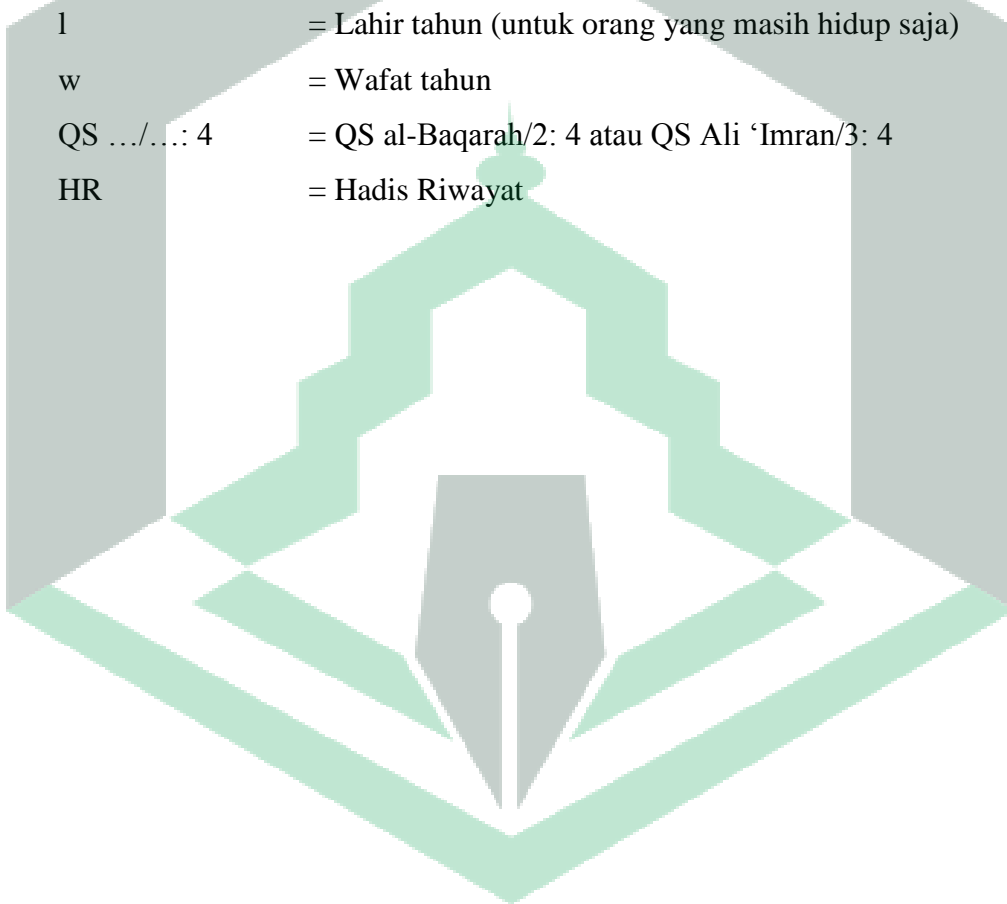 l = Lahir tahun (untuk orang yang masih hidup saja)
w = Wafat tahun
QS …/…: 4 = QS al-Baqarah/2: 4 atau QS Ali ‘Imran/3: 4
HR = Hadis Riwayat